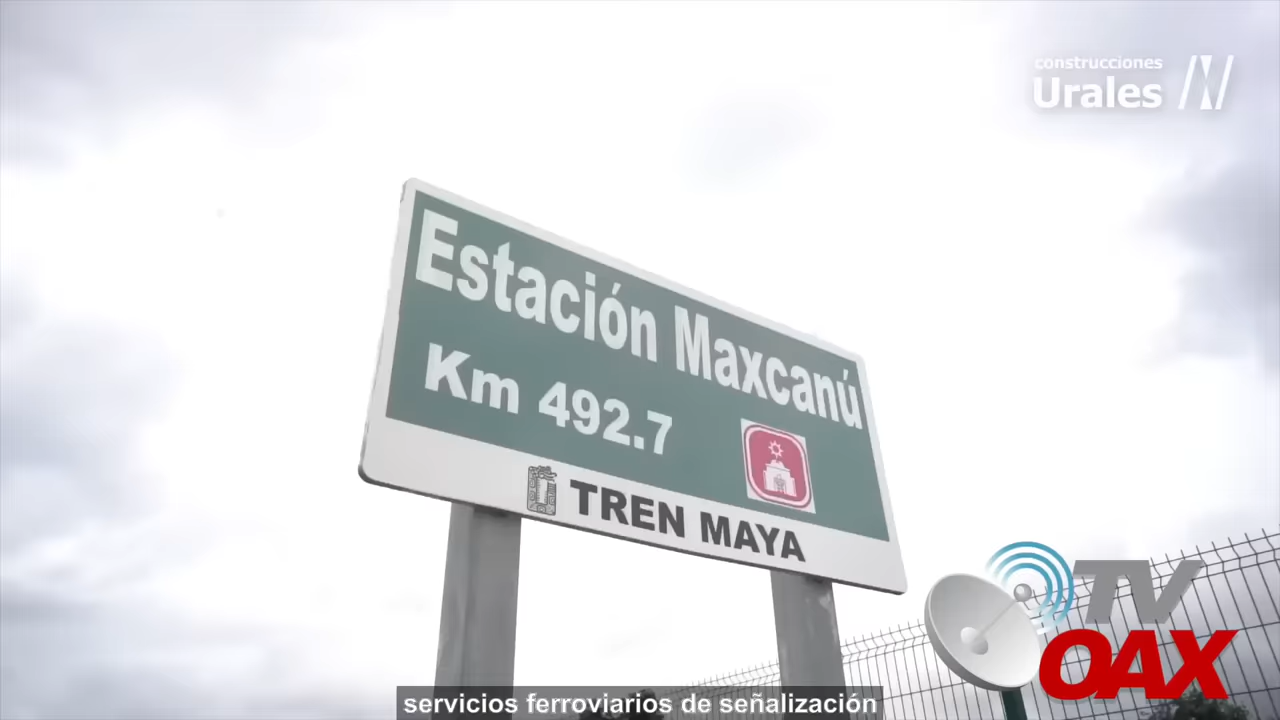 construcciones
Urales
Estación Maxcanú
Km 492.7
TREN MAYA
TV
OAX
servicios ferroviarios de señalización